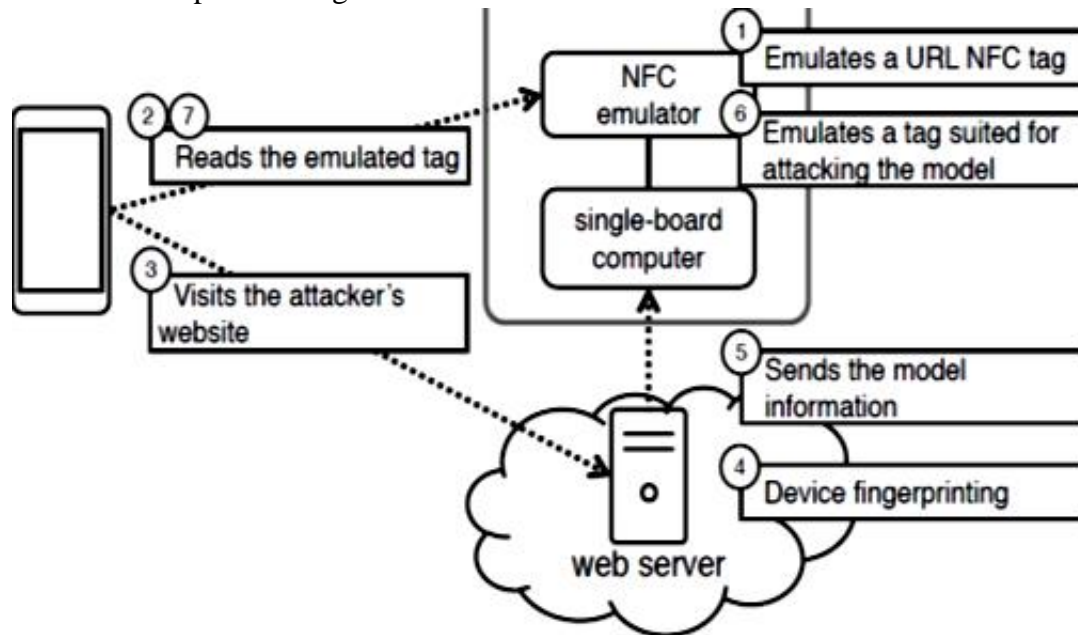 1
Emulates a URL NFC tag
NFC
emulator
2 7
Reads the emulated tag
6
Emulates a tag suited for
attacking the model
single-board
computer
3
Visits the attacker's
website
5
Sends the model
information
4
Device fingerprinting
web server